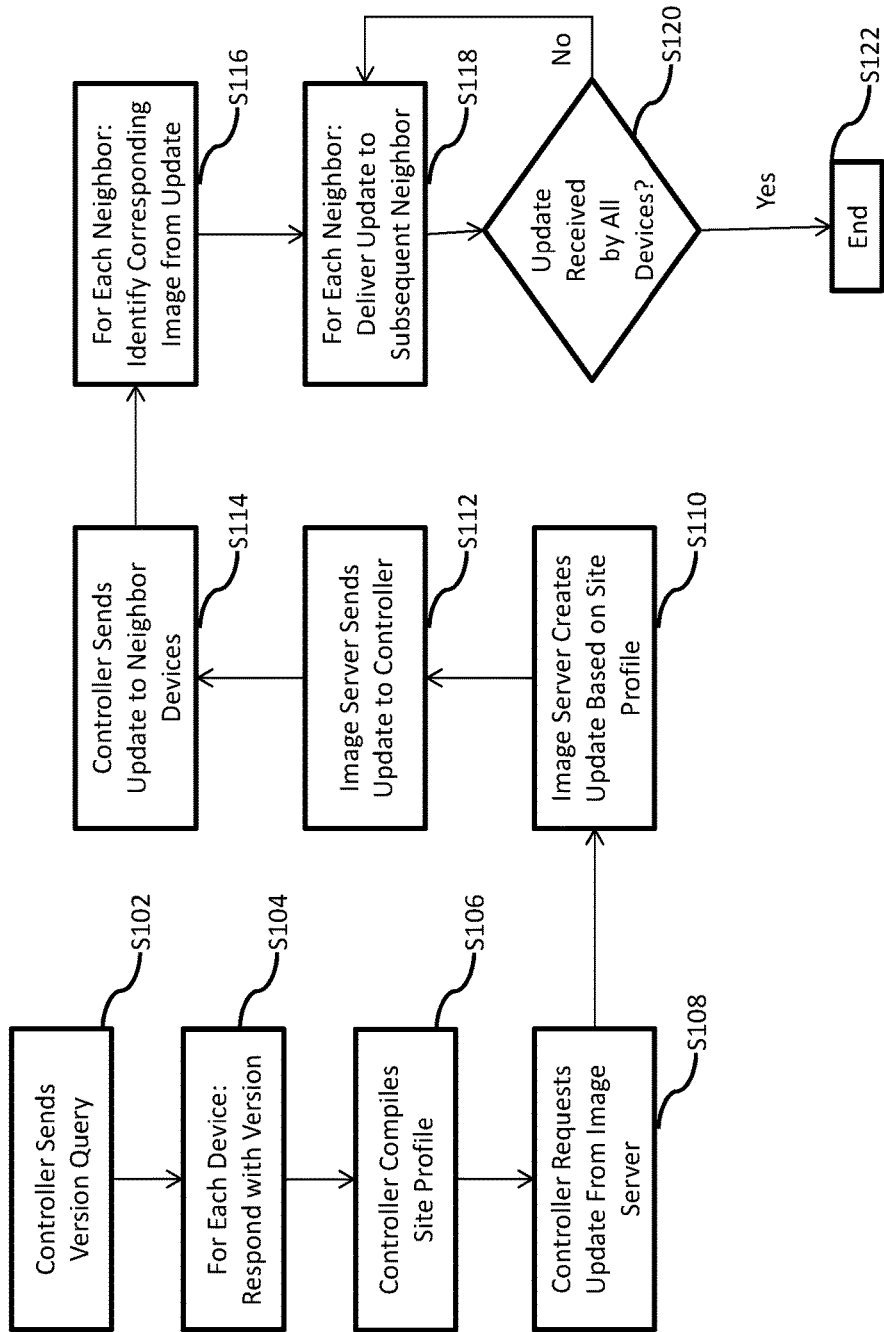 Controller Sends
Version Query
S102
For Each Device:
Respond with Version
S104
Controller Compiles
Site Profile
S106
Controller Requests
Update From Image
Server
S108
Image Server Creates
Update Based on Site
Profile
S110
Image Server Sends
Update to Controller
S112
Controller Sends
Update to Neighbor
Devices
S114
For Each Neighbor:
Identify Corresponding
Image from Update
S116
For Each Neighbor:
Deliver Update to
Subsequent Neighbor
S118
Update
Received
by All
Devices?
S120
No
Yes
End
S122